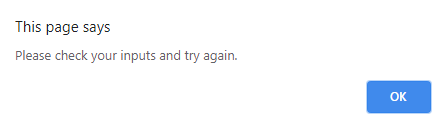 This page says
Please check your inputs and try again.
OK